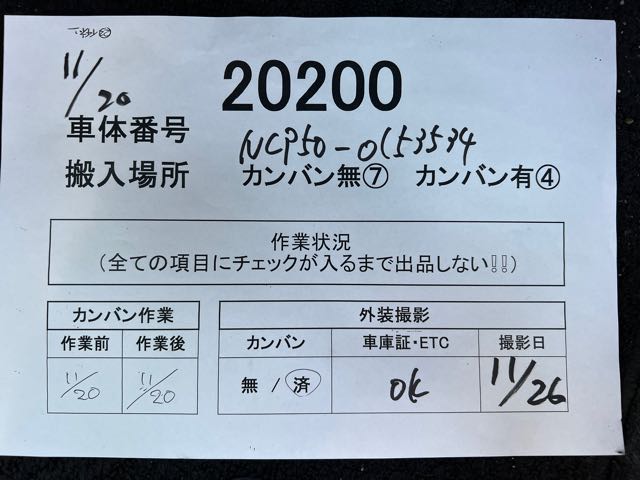 11/20
20200
車体番号 NCP50-0153534
搬入場所 カンバン無⑦ カンバン有④
作業状況
(全ての項目にチェックが入るまで出品しない!!)
カンバン作業
作業前 作業後
11/20 11/20
外装撮影
カンバン 車庫証・ETC 撮影日
無 / 済 OK 11/26